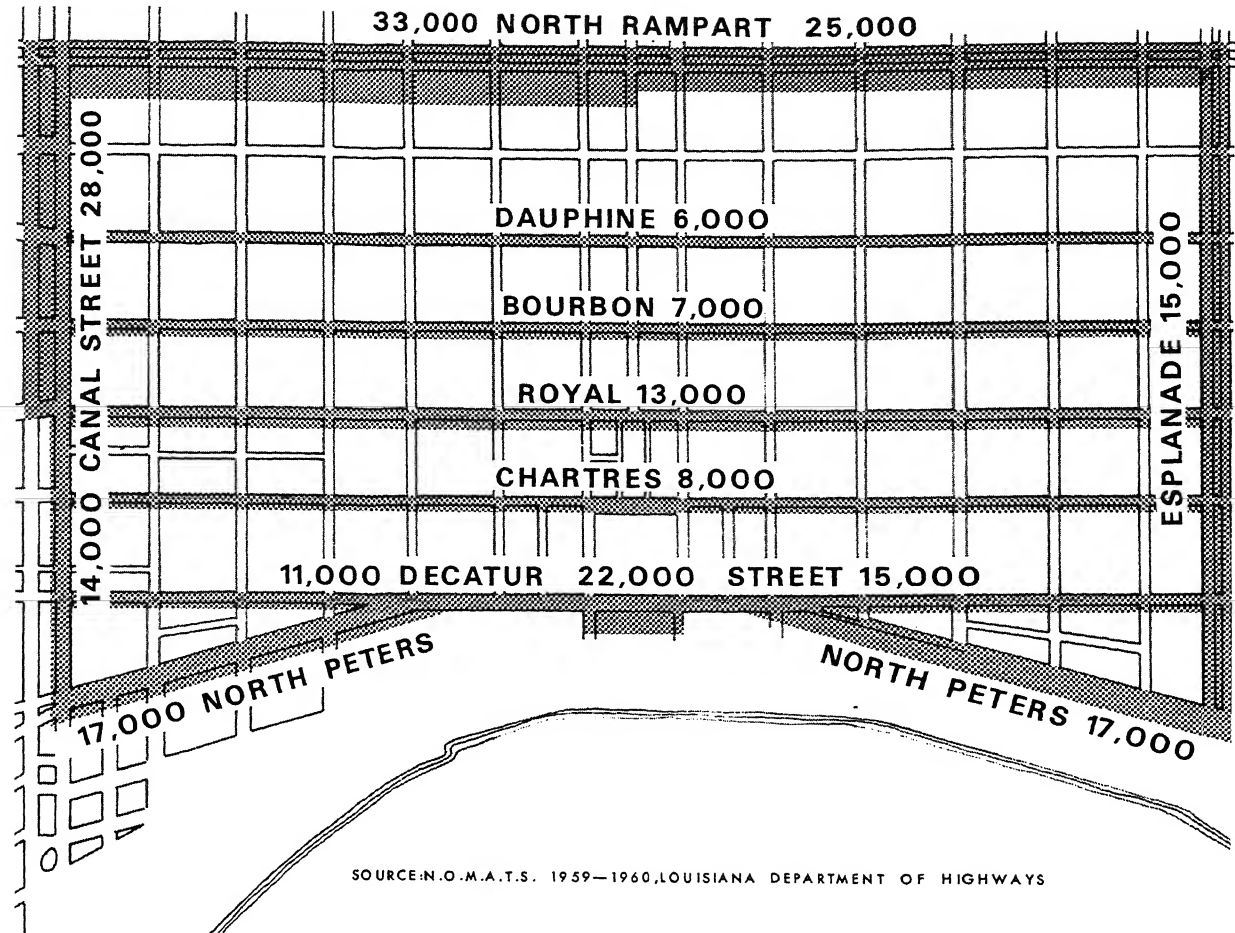 33,000 NORTH RAMPART 25,000
14,000 CANAL STREET 28,000
DAUPHINE 6,000
BOURBON 7,000
ROYAL 13,000
CHARTRES 8,000
ESPLANADE 15,000
11,000 DECATUR 22,000 STREET 15,000
17,000 NORTH PETERS
NORTH PETERS 17,000
SOURCE:N.O.M.A.T.S. 1959—1960,LOUISIANA DEPARTMENT OF HIGHWAYS